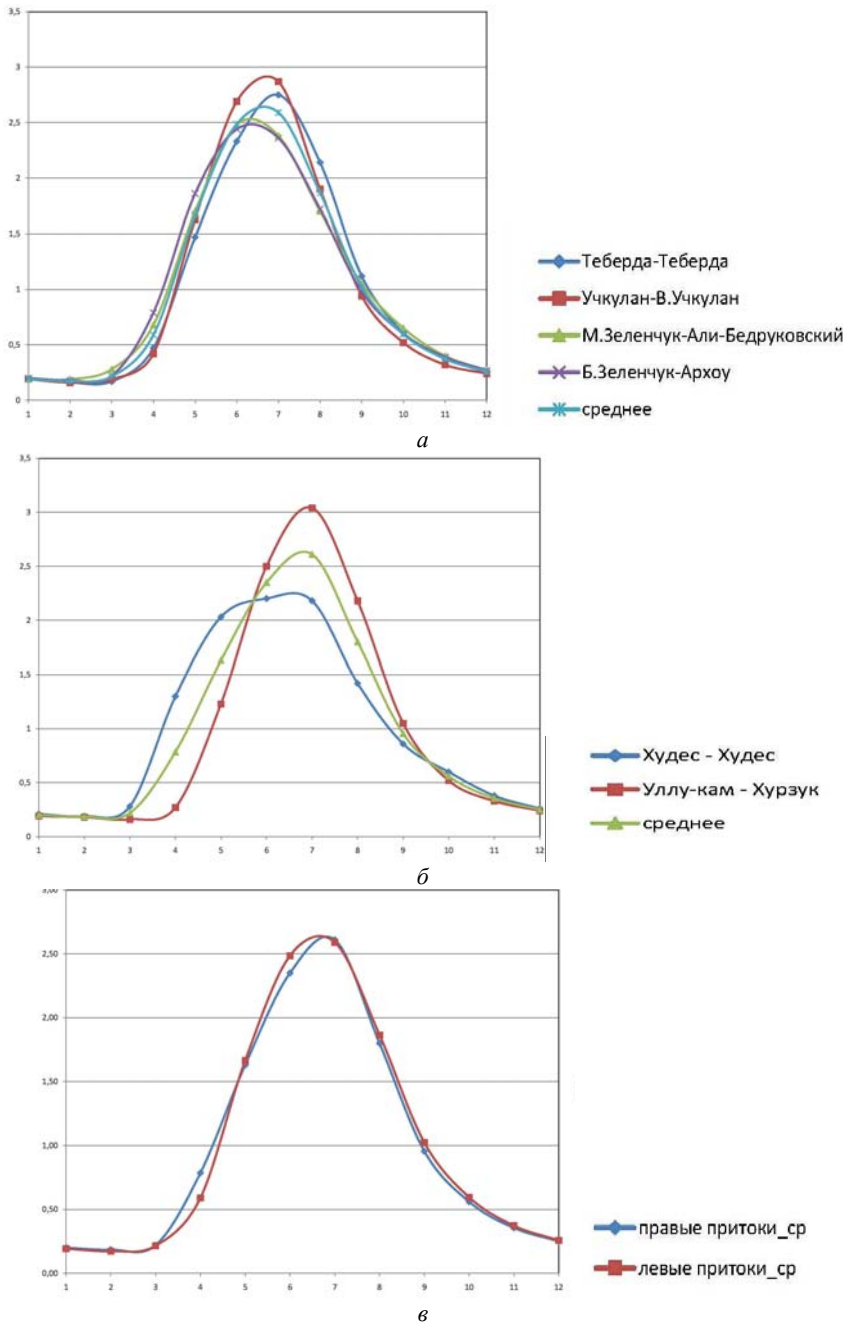 3,5
3
2,5
2
1,5
1
0,5
0
1 2 3 4 5 6 7 8 9 10 11 12
Теберда-Теберда
Учкулан-В.Учкулан
М.Зеленчук-Али-Бедруковский
Б.Зеленчук-Архоу
среднее
а
3,5
3
2,5
2
1,5
1
0,5
0
1 2 3 4 5 6 7 8 9 10 11 12
Худес - Худес
Уллу-кам - Хурзук
среднее
б
3,00
2,50
2,00
1,50
1,00
0,50
0,00
1 2 3 4 5 6 7 8 9 10 11 12
правые притоки_ср
левые притоки_ср
в